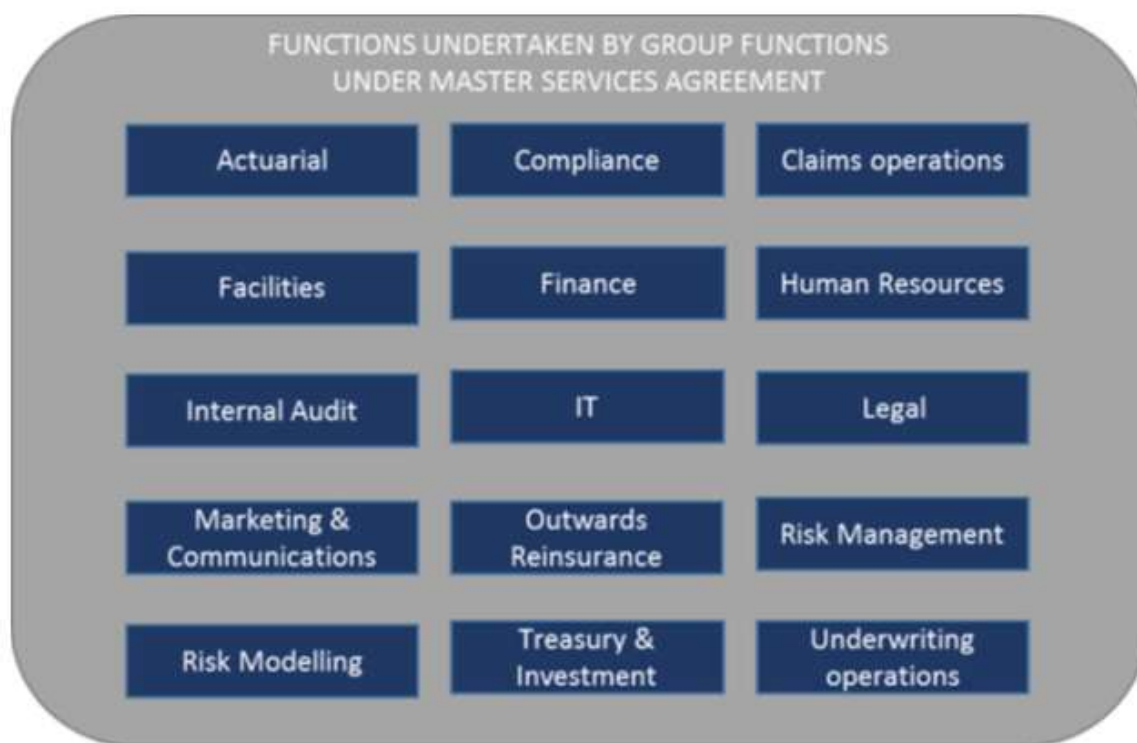 FUNCTIONS UNDERTAKEN BY GROUP FUNCTIONS
UNDER MASTER SERVICES AGREEMENT
Actuarial
Compliance
Claims operations
Facilities
Finance
Human Resources
Internal Audit
IT
Legal
Marketing &
Communications
Outwards
Reinsurance
Risk Management
Risk Modelling
Treasury &
Investment
Underwriting
operations